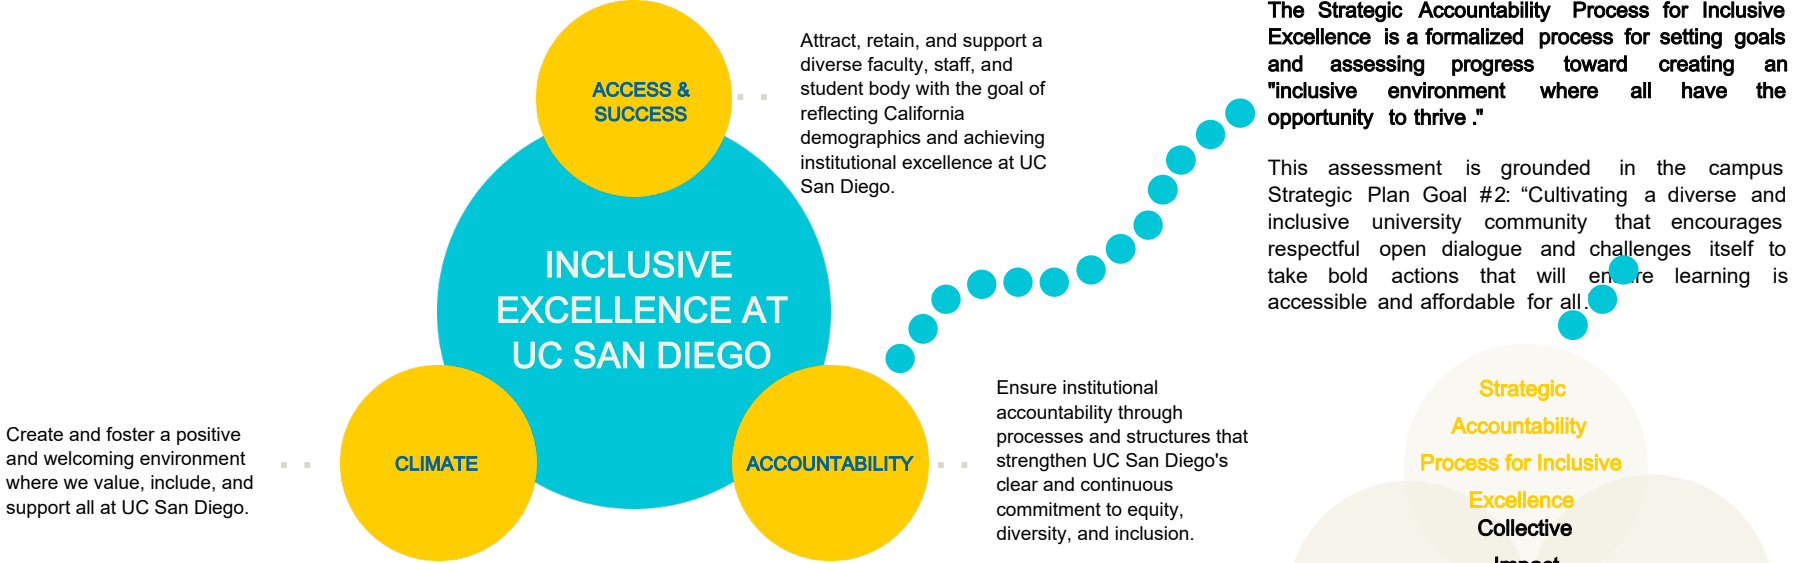 ACCESS &
SUCCESS
Attract, retain, and support a
diverse faculty, staff, and
student body with the goal of
reflecting California
demographics and achieving
institutional excellence at UC
San Diego.
INCLUSIVE
EXCELLENCE AT
UC SAN DIEGO
CLIMATE
Create and foster a positive
and welcoming environment
where we value, include, and
support all at UC San Diego.
ACCOUNTABILITY
Ensure institutional
accountability through
processes and structures that
strengthen UC San Diego's
clear and continuous
commitment to equity,
diversity, and inclusion.
The Strategic Accountability Process for Inclusive
Excellence is a formalized process for setting goals
and assessing progress toward creating an
"inclusive environment where all have the
opportunity to thrive ."
This assessment is grounded in the campus
Strategic Plan Goal #2: “Cultivating a diverse and
inclusive university community that encourages
respectful open dialogue and challenges itself to
take bold actions that will learning is
accessible and affordable for all.
Strategic
Accountability
Process for Inclusive
Excellence
Collective